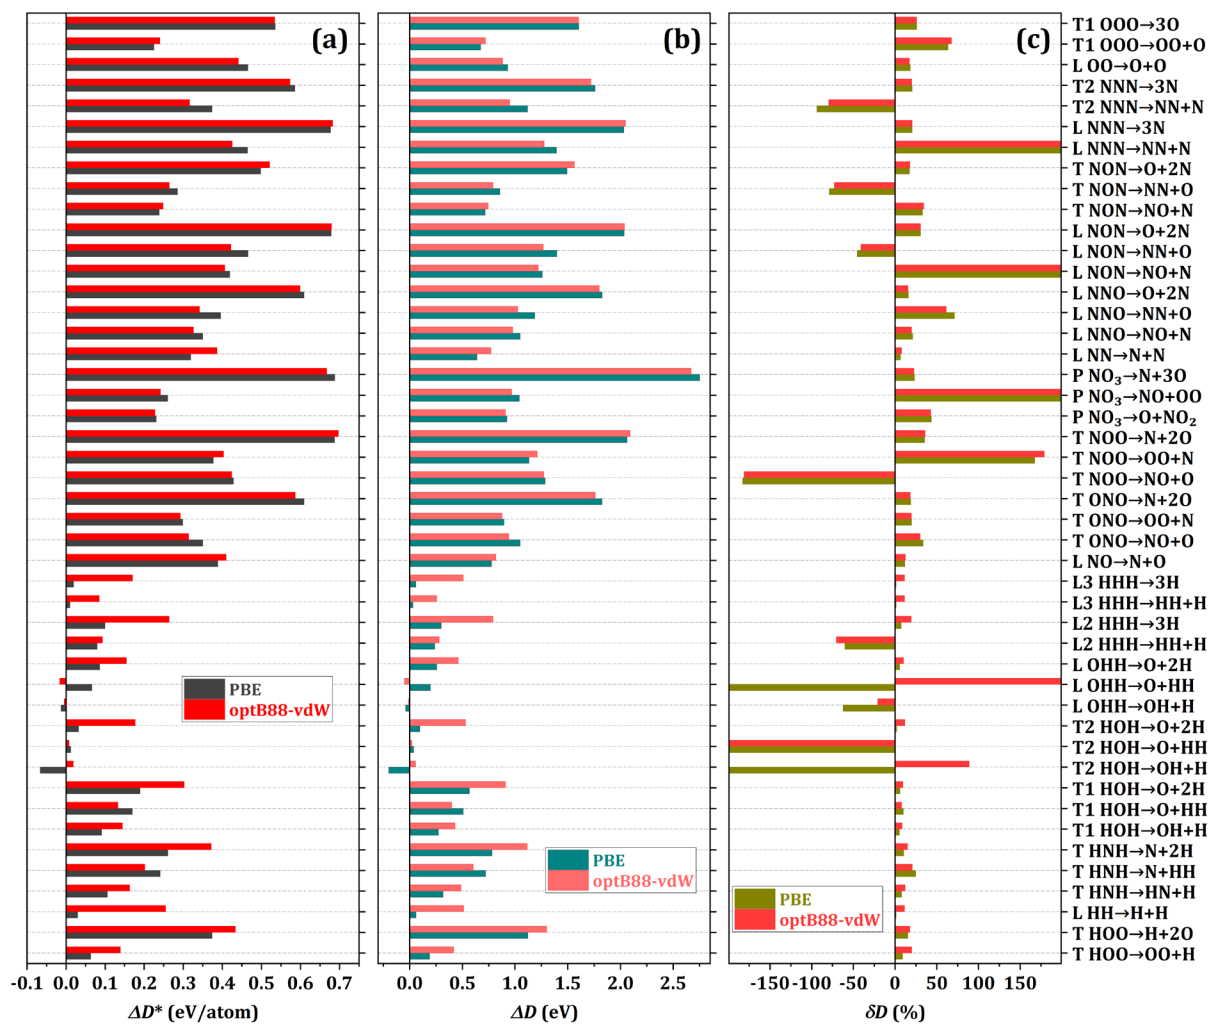 (a)
(b)
(c)
T1 OOO→3O
T1 OOO→OO+O
L OO→O+O
T2 NNN→3N
T2 NNN→NN+N
L NNN→3N
L NNN→NN+N
T NON→O+2N
T NON→NN+O
T NON→NO+N
L NON→O+2N
L NON→NN+O
L NON→NO+N
L NNO→O+2N
L NNO→NN+O
L NNO→NO+N
L NN→N+N
P NO₃→N+3O
P NO₃→NO+OO
P NO₃→O+NO₂
T NOO→N+2O
T NOO→OO+N
T NOO→NO+O
T ONO→N+2O
T ONO→OO+N
T ONO→NO+O
L NO→N+O
L3 HHH→3H
L3 HHH→HH+H
L2 HHH→3H
L2 HHH→HH+H
L OHH→O+2H
L OHH→O+HH
L OHH→OH+H
T2 HOH→O+2H
T2 HOH→O+HH
T2 HOH→OH+H
T1 HOH→O+2H
T1 HOH→O+HH
T1 HOH→OH+H
T HNH→N+2H
T HNH→N+HH
T HNH→HN+H
L HH→H+H
T HOO→H+2O
T HOO→OO+H
PBE
optB88-vdW
PBE
optB88-vdW
PBE
optB88-vdW
-0.1 0.0 0.1 0.2 0.3 0.4 0.5 0.6 0.7
0.0 0.5 1.0 1.5 2.0 2.5
-150 -100 -50 0 50 100 150
ΔD* (eV/atom)
ΔD (eV)
δD (%)